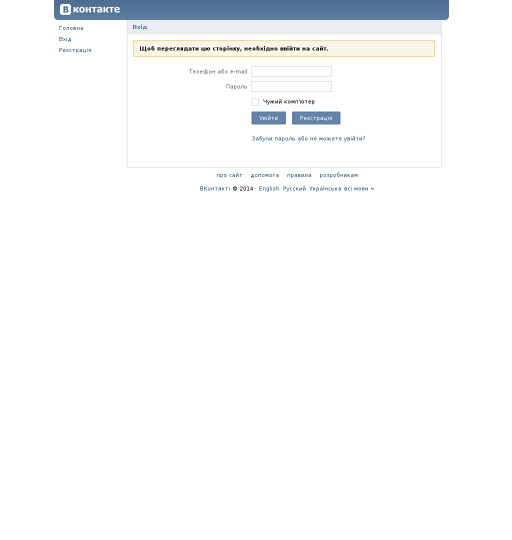 В контакте
Головна
Вхід
Реєстрація
Вхід
Щоб переглядати цю сторінку, необхідно ввійти на сайт.
Телефон або e-mail
Пароль
Чужий комп'ютер
Увійти Реєстрація
Забули пароль або не можете увійти?
про сайт допомога правила розробникам
ВКонтакті © 2014 English Русский Українська всі мови »